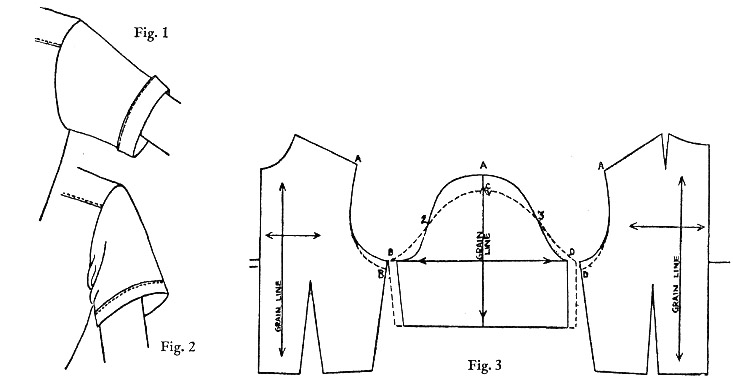 Fig. 1
Fig. 2
A
A
A
C
2
3
B
D
B
D
GRAIN LINE
GRAIN
LINE
GRAIN LINE
Fig. 3